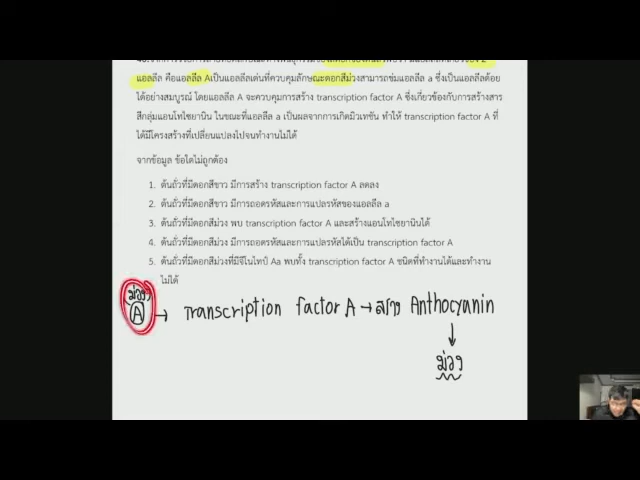 แอลลีล คือแอลลีล Aเป็นแอลลีลเด่นที่ควบคุมลักษณะดอกสีม่วงสามารถข่มแอลลีล a ซึ่งเป็นแอลลีลด้อย
ได้อย่างสมบูรณ์ โดยแอลลีล A จะควบคุมการสร้าง transcription factor A ซึ่งเกี่ยวข้องกับการสร้างสาร
สีกลุ่มแอนโทไซยานิน ในขณะที่แอลลีล a เป็นผลจากการเกิดมิวเทชัน ทำให้ transcription factor A ที่
ได้มีโครงสร้างที่เปลี่ยนแปลงไปจนทำงานไม่ได้
จากข้อมูล ข้อใดไม่ถูกต้อง
1. ต้นถั่วที่มีดอกสีขาว มีการสร้าง transcription factor A ลดลง
2. ต้นถั่วที่มีดอกสีขาว มีการถอดรหัสและการแปลรหัสของแอลลีล a
3. ต้นถั่วที่มีดอกสีม่วง พบ transcription factor A และสร้างแอนโทไซยานินได้
4. ต้นถั่วที่มีดอกสีม่วง มีการถอดรหัสและการแปลรหัสได้เป็น transcription factor A
5. ต้นถั่วที่มีดอกสีม่วงที่มีจีโนไทป์ Aa พบทั้ง transcription factor A ชนิดที่ทำงานได้และทำงาน
ไม่ได้
ม่วง
A → Transcription factor A → สร้าง Anthocyanin
↓
ม่วง